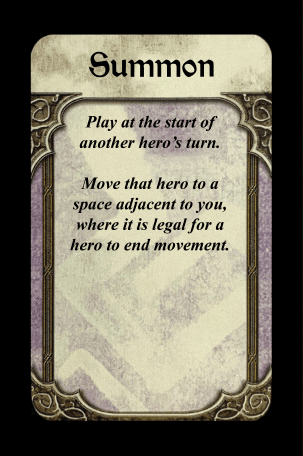 Summon
Play at the start of
another hero's turn.
Move that hero to a
space adjacent to you,
where it is legal for a
hero to end movement.